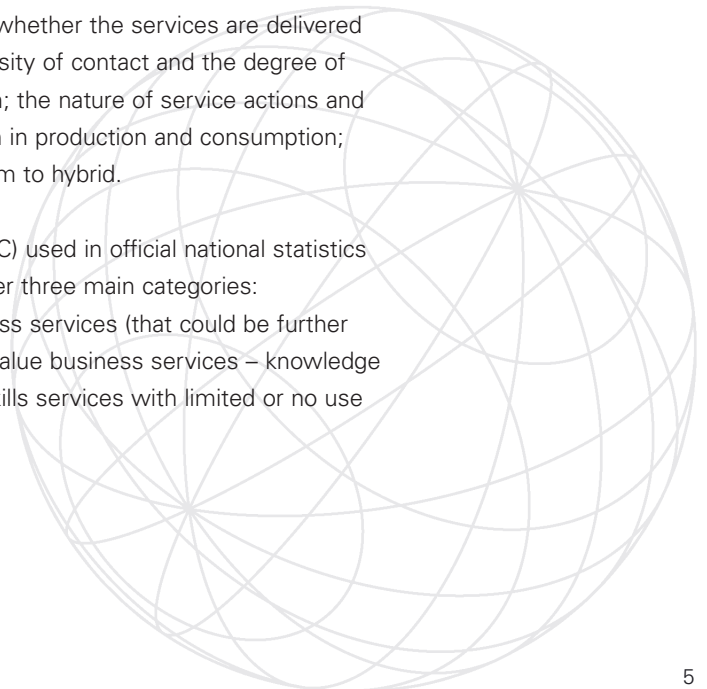 whether the services are delivered
sity of contact and the degree of
; the nature of service actions and
in production and consumption;
m to hybrid.
C) used in official national statistics
er three main categories:
ss services (that could be further
alue business services – knowledge
ills services with limited or no use
5